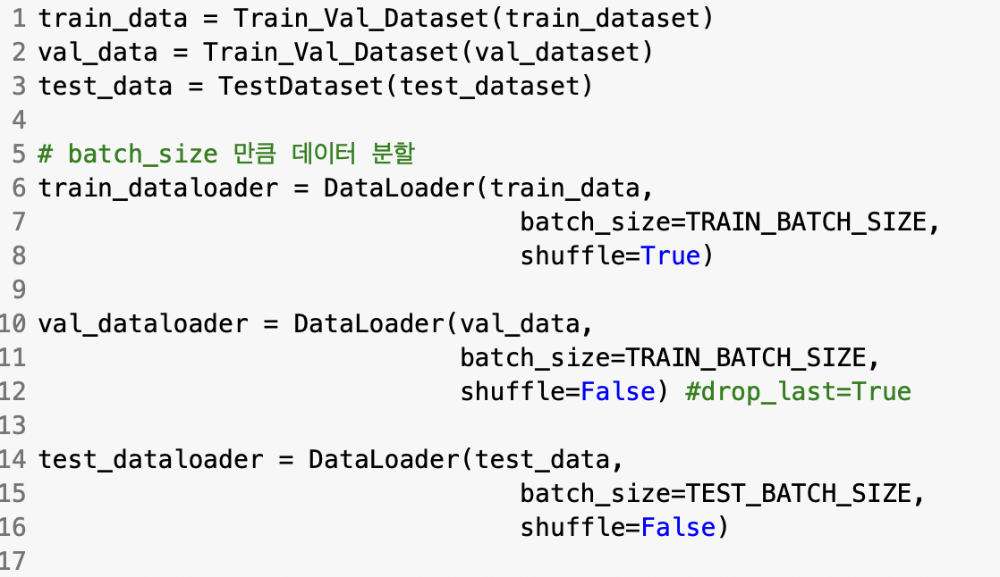 1 train_data = Train_Val_Dataset(train_dataset)
2 val_data = Train_Val_Dataset(val_dataset)
3 test_data = TestDataset(test_dataset)
4
5 # batch_size 만큼 데이터 분할
6 train_dataloader = DataLoader(train_data,
7                                 batch_size=TRAIN_BATCH_SIZE,
8                                 shuffle=True)
9
10 val_dataloader = DataLoader(val_data,
11                             batch_size=TRAIN_BATCH_SIZE,
12                             shuffle=False) #drop_last=True
13
14 test_dataloader = DataLoader(test_data,
15                                 batch_size=TEST_BATCH_SIZE,
16                                 shuffle=False)
17